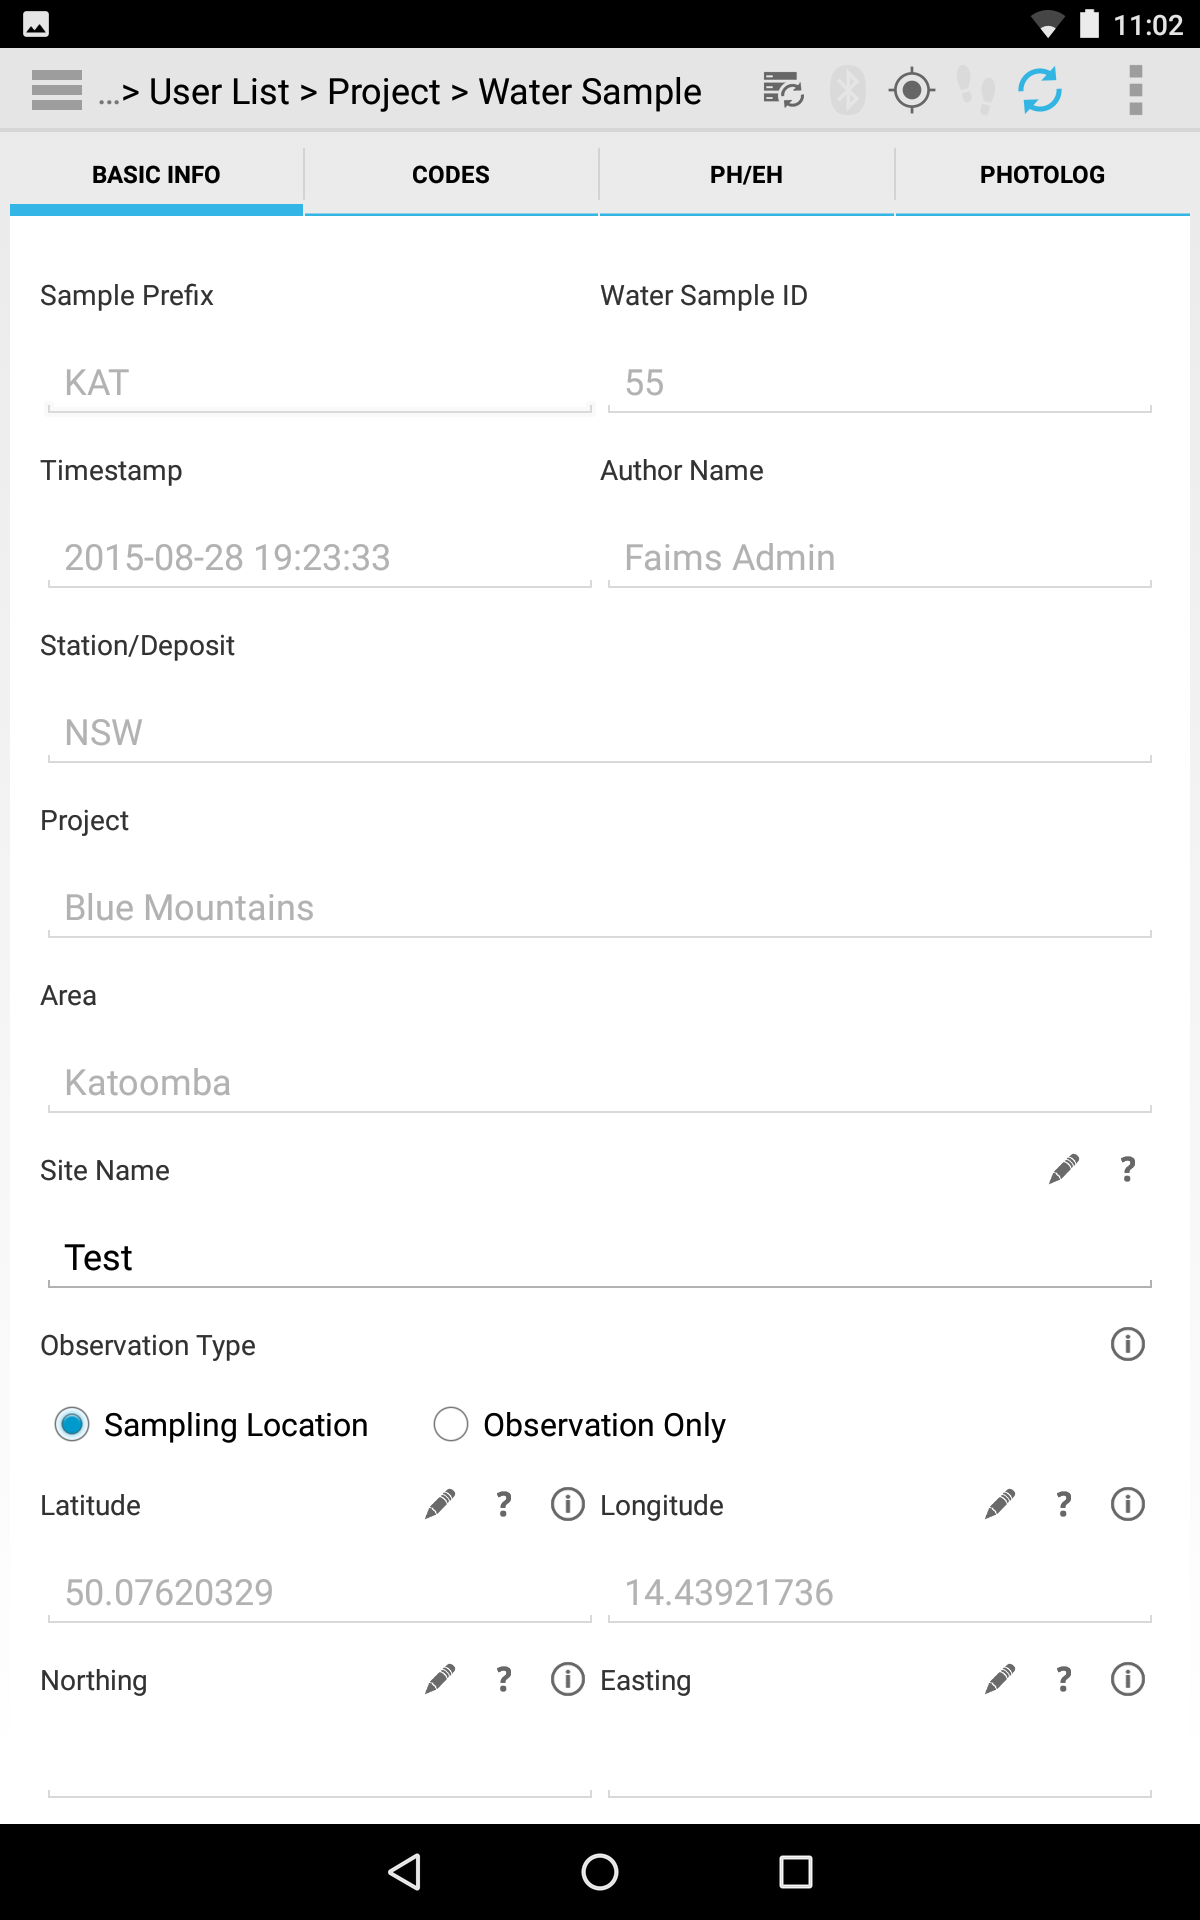 11:02
...> User List > Project > Water Sample
BASIC INFO CODES PH/EH PHOTOLOG
Sample Prefix Water Sample ID
KAT 55
Timestamp Author Name
2015-08-28 19:23:33 Faims Admin
Station/Deposit
NSW
Project
Blue Mountains
Area
Katoomba
Site Name ?
Test
Observation Type i
Sampling Location Observation Only
Latitude ? i Longitude ? i
50.07620329 14.43921736
Northing ? i Easting ? i